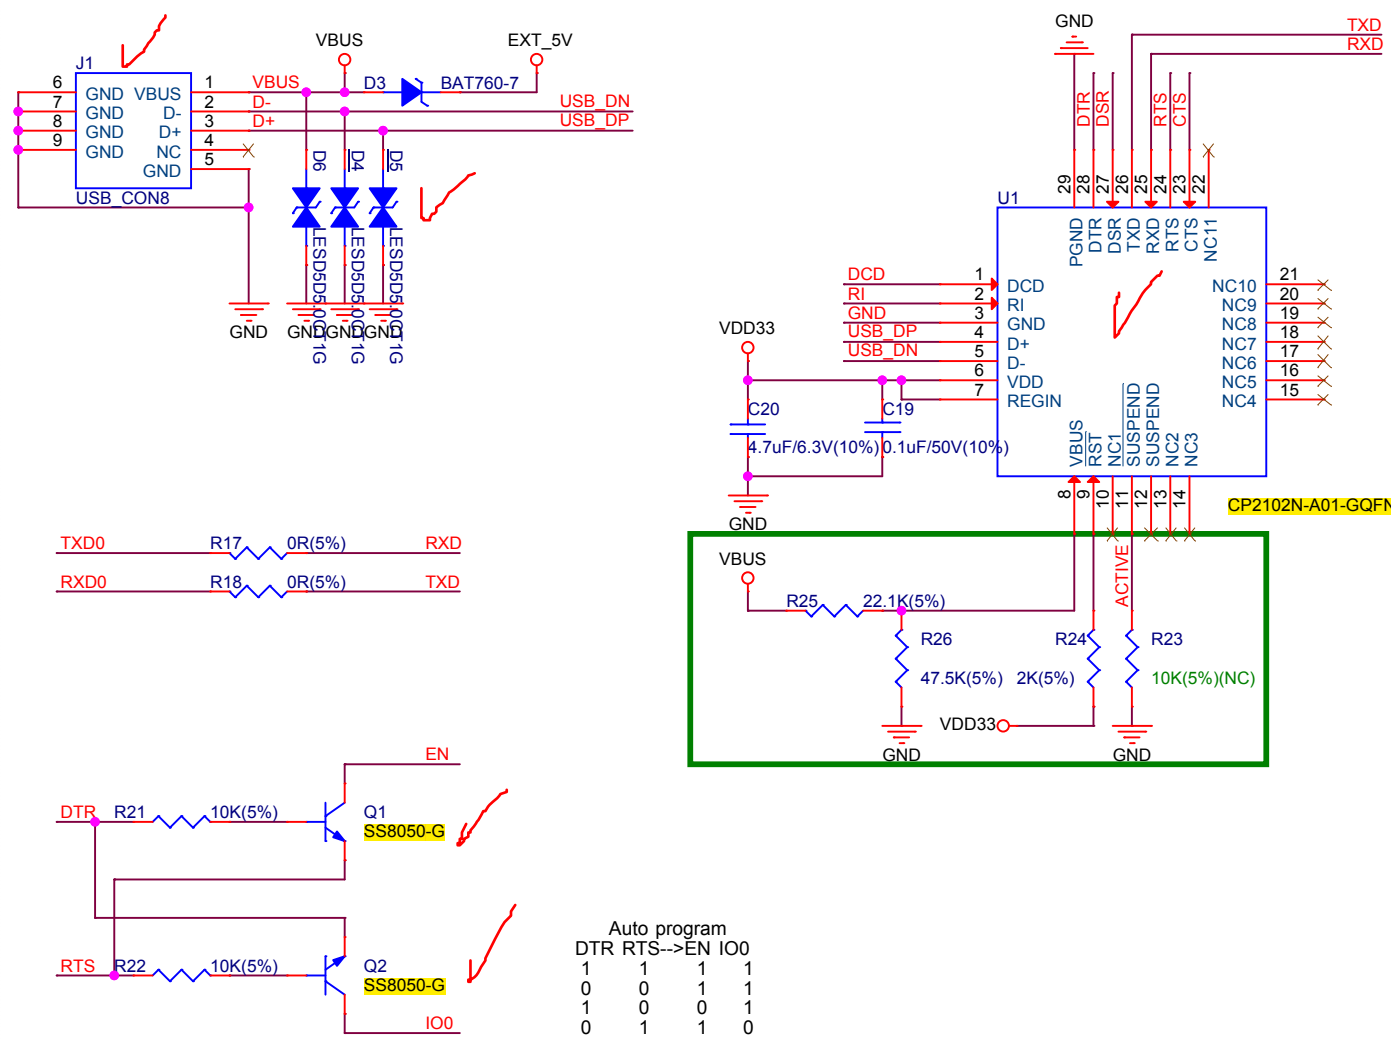 J1
6
7
8
9
GND
GND
GND
GND
VBUS
D-
D+
NC
GND
1
2
3
4
5
USB_CON8
VBUS
D-
D+
VBUS
D3
BAT760-7
EXT_5V
USB_DN
USB_DP
D6
D4
D5
LESD5D5.0CT1G
LESD5D5.0CT1G
LESD5D5.0CT1G
GND
GND
GND
GND
GND
TXD
RXD
DTR
DSR
RTS
CTS
29
28
27
26
25
24
23
22
U1
PGND
DTR
DSR
TXD
RXD
RTS
CTS
NC11
DCD
RI
GND
USB_DP
USB_DN
1
2
3
4
5
6
7
DCD
RI
GND
D+
D-
VDD
REGIN
NC10
NC9
NC8
NC7
NC6
NC5
NC4
21
20
19
18
17
16
15
VBUS
RST
NC1
SUSPEND
SUSPEND
NC2
NC3
8
9
10
11
12
13
14
CP2102N-A01-GQFN
VDD33
C20
4.7uF/6.3V(10%)
C19
0.1uF/50V(10%)
GND
TXD0
R17
0R(5%)
RXD
RXD0
R18
0R(5%)
TXD
VBUS
R25
22.1K(5%)
R26
47.5K(5%)
GND
R24
2K(5%)
VDD33
ACTIVE
R23
10K(5%)(NC)
GND
EN
DTR
R21
10K(5%)
Q1
SS8050-G
RTS
R22
10K(5%)
Q2
SS8050-G
IO0
Auto program
DTR RTS-->EN IO0
1 1 1 1
0 0 1 1
1 0 0 1
0 1 1 0